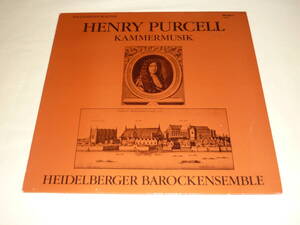 HENRY PURCELL
KAMMERMUSIK
HEIDELBERGER BAROCKENSEMBLE